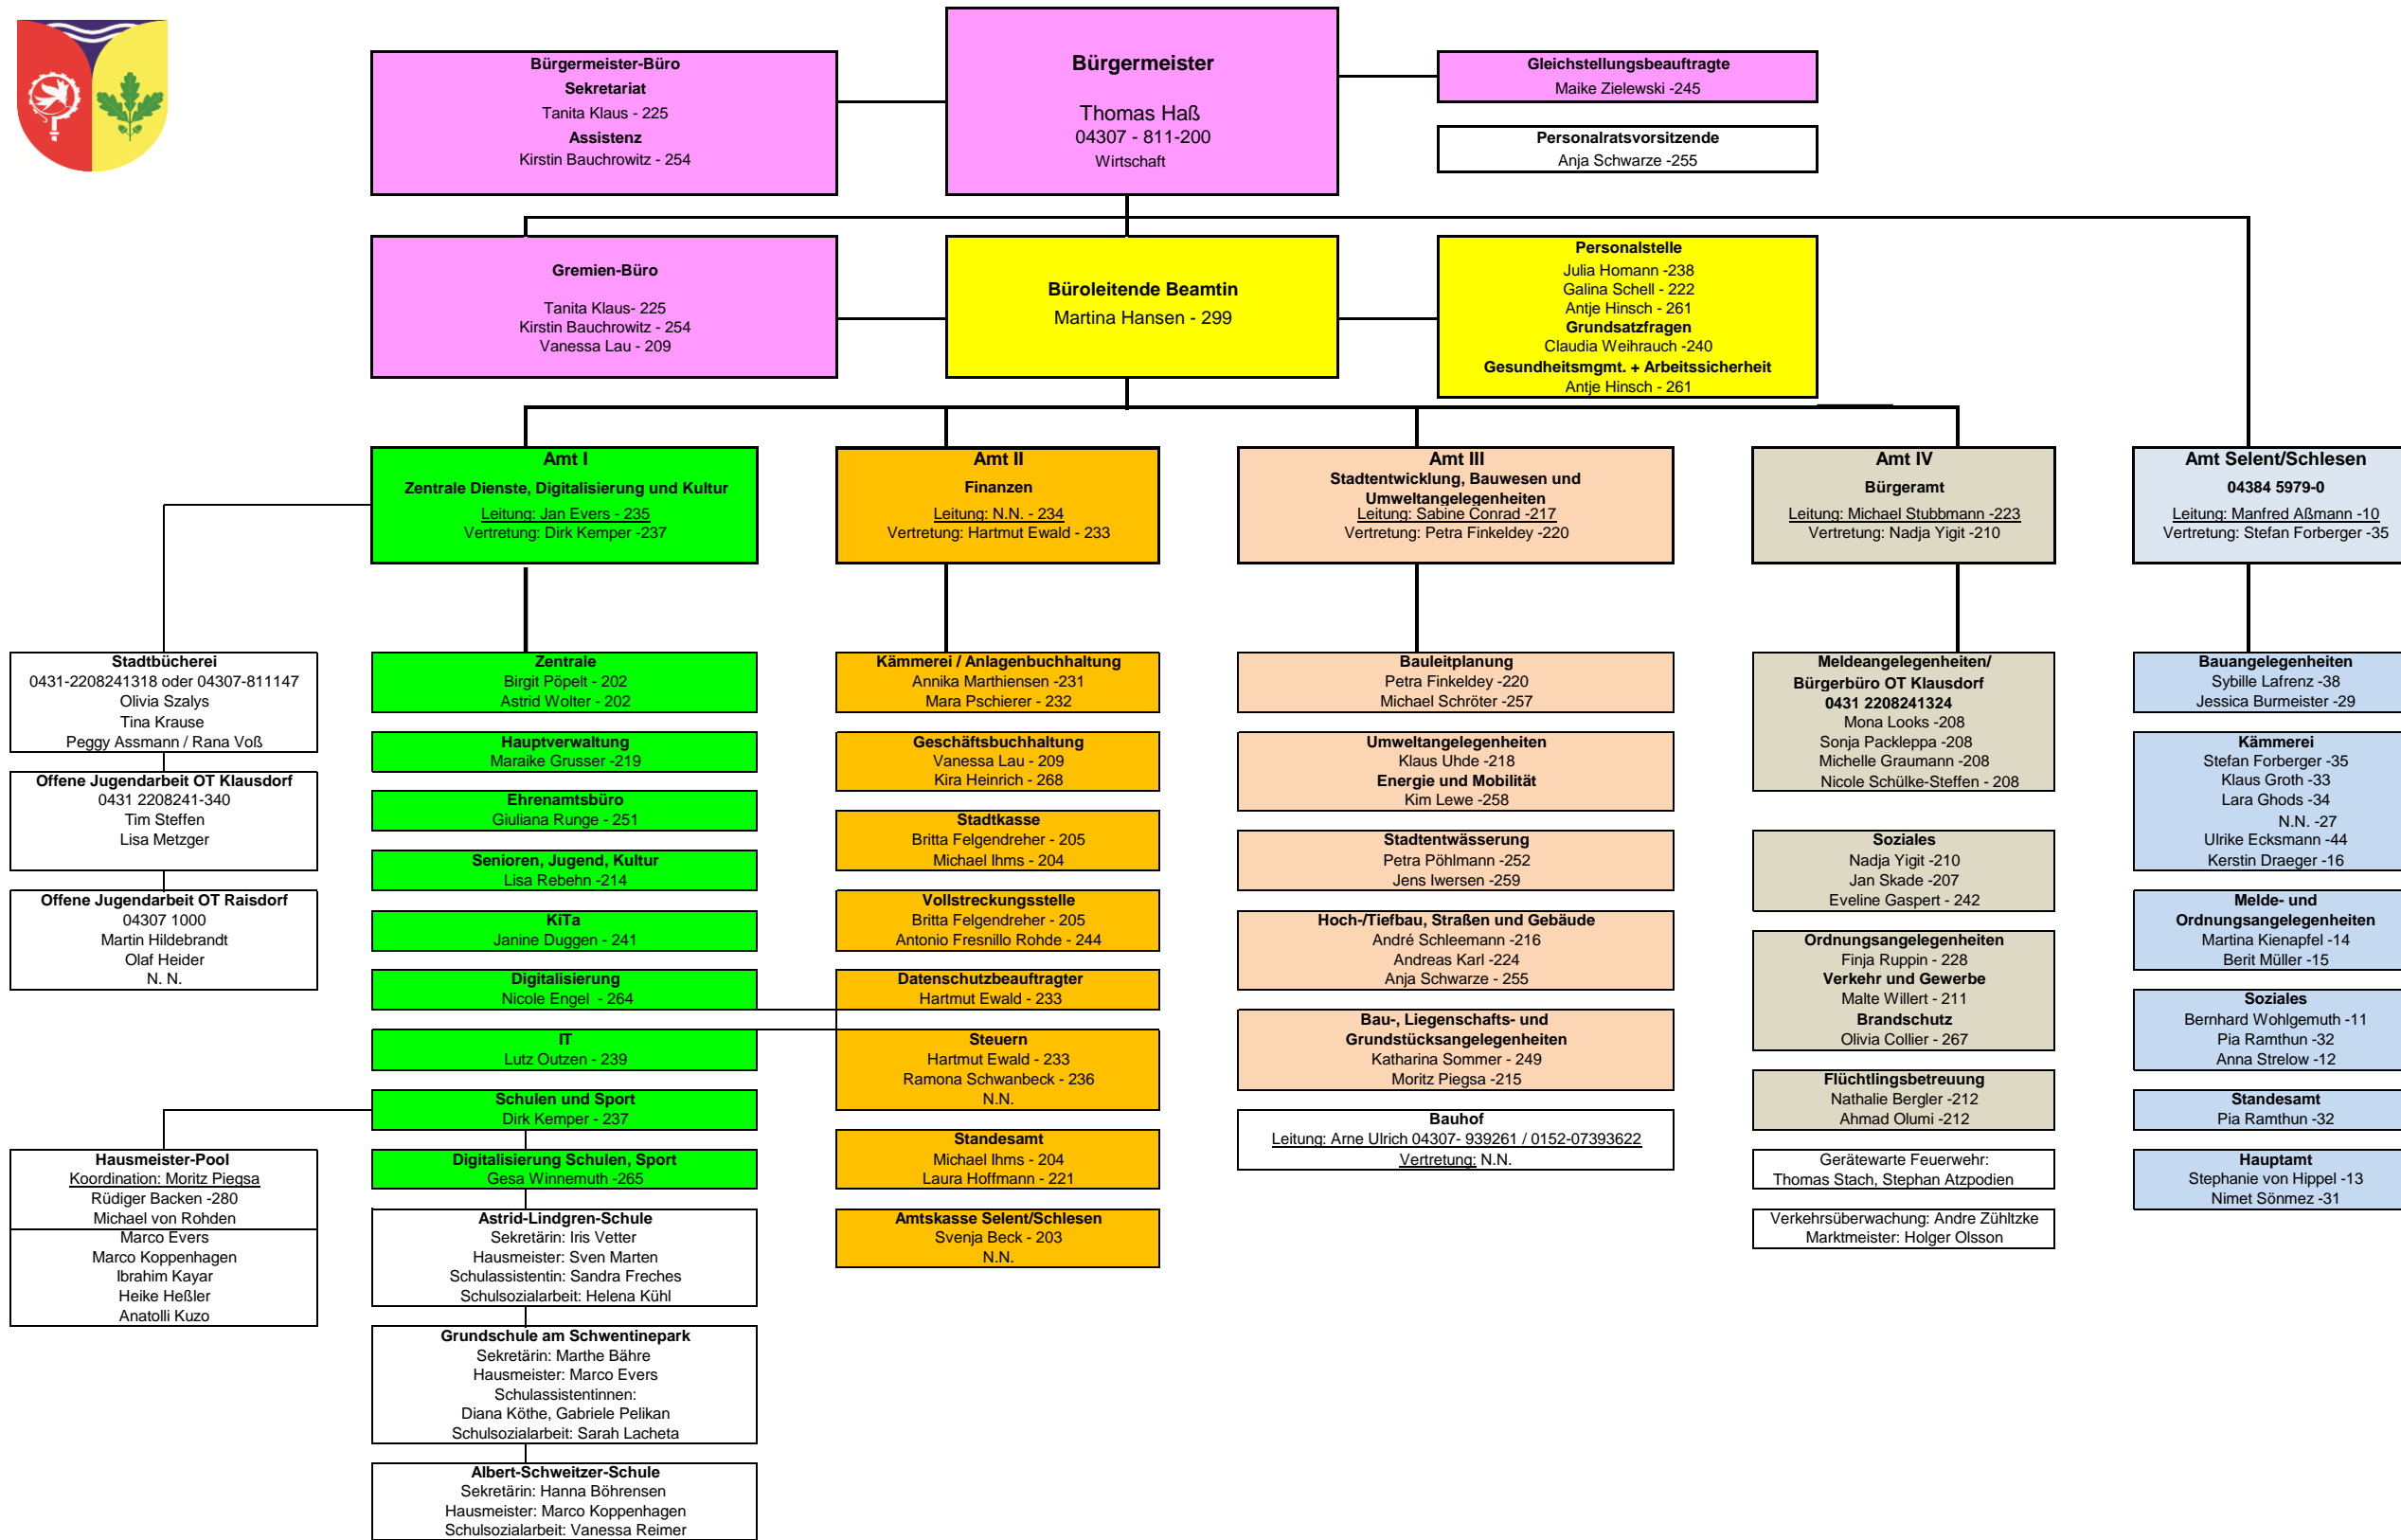 Bürgermeister-Büro
Sekretariat
Tanita Klaus - 225
Assistenz
Kirstin Bauchrowitz - 254
Bürgermeister
Thomas Haß
04307 - 811-200
Wirtschaft
Gleichstellungsbeauftragte
Maike Zielewski -245
Personalratsvorsitzende
Anja Schwarze -255
Gremien-Büro
Tanita Klaus- 225
Kirstin Bauchrowitz - 254
Vanessa Lau - 209
Büroleitende Beamtin
Martina Hansen - 299
Personalstelle
Julia Homann -238
Galina Schell - 222
Antje Hinsch - 261
Grundsatzfragen
Claudia Weihrauch -240
Gesundheitsmgmt. + Arbeitssicherheit
Antje Hinsch - 261
Amt I
Zentrale Dienste, Digitalisierung und Kultur
Leitung: Jan Evers - 235
Vertretung: Dirk Kemper -237
Amt II
Finanzen
Leitung: N.N. - 234
Vertretung: Hartmut Ewald - 233
Amt III
Stadtentwicklung, Bauwesen und
Umweltangelegenheiten
Leitung: Sabine Conrad -217
Vertretung: Petra Finkeldey -220
Amt IV
Bürgeramt
Leitung: Michael Stubbmann -223
Vertretung: Nadja Yigit -210
Amt Selent/Schlesen
04384 5979-0
Leitung: Manfred Aßmann -10
Vertretung: Stefan Forberger -35
Stadtbücherei
0431-2208241318 oder 04307-811147
Olivia Szalys
Tina Krause
Peggy Assmann / Rana Voß
Offene Jugendarbeit OT Klausdorf
0431 2208241-340
Tim Steffen
Lisa Metzger
Offene Jugendarbeit OT Raisdorf
04307 1000
Martin Hildebrandt
Olaf Heider
N. N.
Hausmeister-Pool
Koordination: Moritz Piegsa
Rüdiger Backen -280
Michael von Rohden
Marco Evers
Marco Koppenhagen
Ibrahim Kayar
Heike Heßler
Anatolli Kuzo
Zentrale
Birgit Pöpelt - 202
Astrid Wolter - 202
Hauptverwaltung
Maraike Grusser -219
Ehrenamtsbüro
Giuliana Runge - 251
Senioren, Jugend, Kultur
Lisa Rebehn -214
KiTa
Janine Duggen - 241
Digitalisierung
Nicole Engel - 264
IT
Lutz Outzen - 239
Schulen und Sport
Dirk Kemper - 237
Digitalisierung Schulen, Sport
Gesa Winnemuth -265
Astrid-Lindgren-Schule
Sekretärin: Iris Vetter
Hausmeister: Sven Marten
Schulassistentin: Sandra Freches
Schulsozialarbeit: Helena Kühl
Grundschule am Schwentinepark
Sekretärin: Marthe Bähre
Hausmeister: Marco Evers
Schulassistentinnen:
Diana Köthe, Gabriele Pelikan
Schulsozialarbeit: Sarah Lacheta
Albert-Schweitzer-Schule
Sekretärin: Hanna Böhrensen
Hausmeister: Marco Koppenhagen
Schulsozialarbeit: Vanessa Reimer
Kämmerei / Anlagenbuchhaltung
Annika Marthiensen -231
Mara Pschierer - 232
Geschäftsbuchhaltung
Vanessa Lau - 209
Kira Heinrich - 268
Stadtkasse
Britta Felgendreher - 205
Michael Ihms - 204
Vollstreckungsstelle
Britta Felgendreher - 205
Antonio Fresnillo Rohde - 244
Datenschutzbeauftragter
Hartmut Ewald - 233
Steuern
Hartmut Ewald - 233
Ramona Schwanbeck - 236
N.N.
Standesamt
Michael Ihms - 204
Laura Hoffmann - 221
Amtskasse Selent/Schlesen
Svenja Beck - 203
N.N.
Bauleitplanung
Petra Finkeldey -220
Michael Schröter - 257
Umweltangelegenheiten
Klaus Uhde - 218
Energie und Mobilität
Kim Lewe -258
Stadtentwässerung
Petra Pöhlmann -252
Jens Iwersen -259
Hoch-/Tiefbau, Straßen und Gebäude
André Schleemann -216
Andreas Karl -224
Anja Schwarze - 255
Bau-, Liegenschafts- und
Grundstücksangelegenheiten
Katharina Sommer - 249
Moritz Piegsa -215
Bauhof
Leitung: Arne Ulrich 04307- 939261 / 0152-07393622
Vertretung: N.N.
Meldeangelegenheiten/
Bürgerbüro OT Klausdorf
0431 2208241324
Mona Looks -208
Sonja Packleppa -208
Michelle Graumann -208
Nicole Schülke-Steffen - 208
Soziales
Nadja Yigit -210
Jan Skade -207
Eveline Gaspert - 242
Ordnungsangelegenheiten
Finja Ruppin - 228
Verkehr und Gewerbe
Malte Willert - 211
Brandschutz
Olivia Collier - 267
Flüchtlingsbetreuung
Nathalie Bergler -212
Ahmad Olumi -212
Gerätewarte Feuerwehr:
Thomas Stach, Stephan Atzpodien
Verkehrsüberwachung: Andre Zühltzke
Marktmeister: Holger Olsson
Bauangelegenheiten
Sybille Lafrenz -38
Jessica Burmeister -29
Kämmerei
Stefan Forberger -35
Klaus Groth -33
Lara Ghods -34
N.N. -27
Ulrike Ecksmann -44
Kerstin Draeger -16
Melde- und
Ordnungsangelegenheiten
Martina Kienapfel -14
Berit Müller -15
Soziales
Bernhard Wohlgemuth -11
Pia Ramthun -32
Anna Strelow -12
Standesamt
Pia Ramthun -32
Hauptamt
Stephanie von Hippel -13
Nimet Sönmez -31